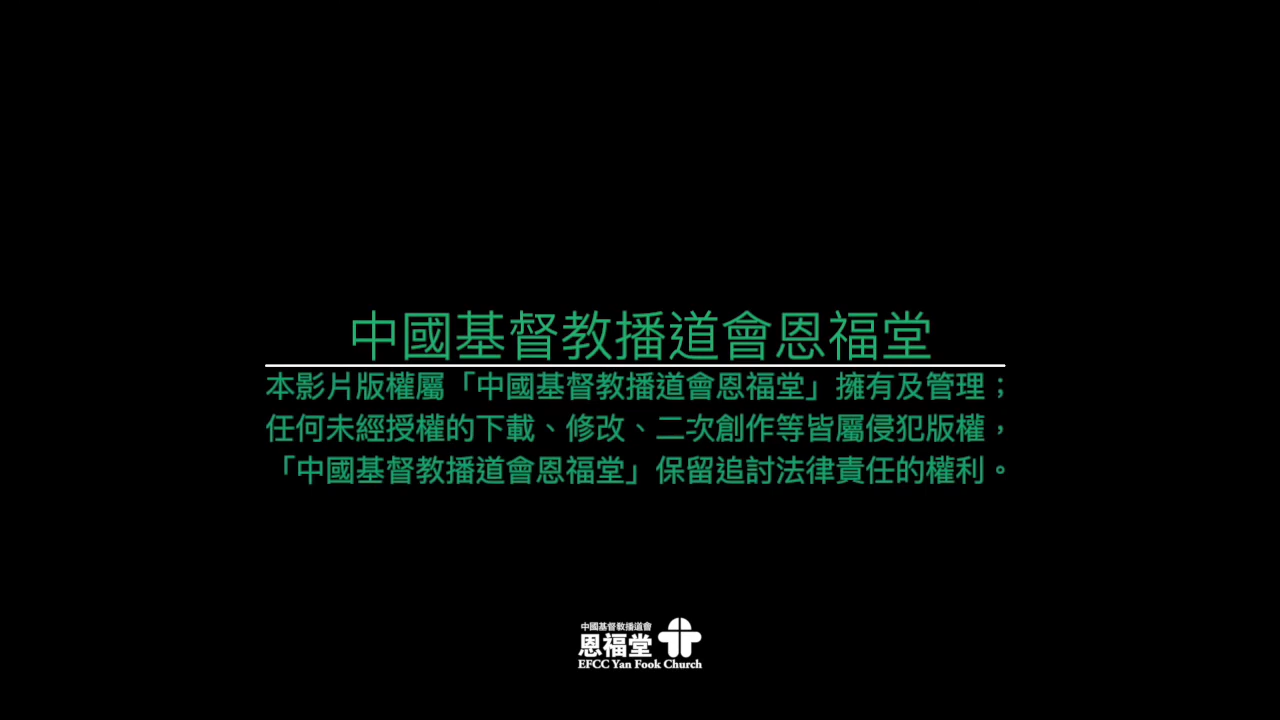 中國基督教播道會恩福堂
本影片版權屬「中國基督教播道會恩福堂」擁有及管理；
任何未經授權的下載、修改、二次創作等皆屬侵犯版權，
「中國基督教播道會恩福堂」保留追討法律責任的權利。
中國基督教播道會
恩福堂
EFCC Yan Fook Church